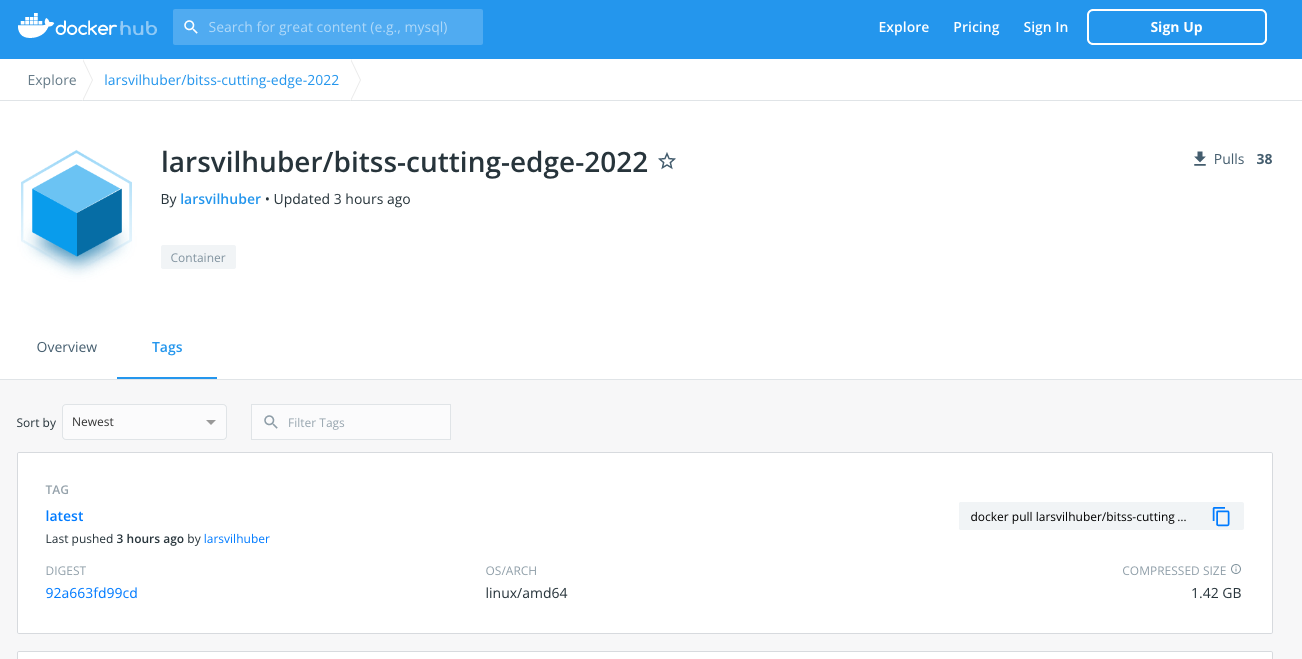 docker hub
Search for great content (e.g., mysql)
Explore
Pricing
Sign In
Sign Up
Explore
larsvilhuber/bitss-cutting-edge-2022
larsvilhuber/bitss-cutting-edge-2022
Pulls 38
By larsvilhuber • Updated 3 hours ago
Container
Overview
Tags
Sort by
Newest
Filter Tags
TAG
latest
docker pull larsvilhuber/bitss-cutting ...
Last pushed 3 hours ago by larsvilhuber
DIGEST
OS/ARCH
COMPRESSED SIZE
92a663fd99cd
linux/amd64
1.42 GB